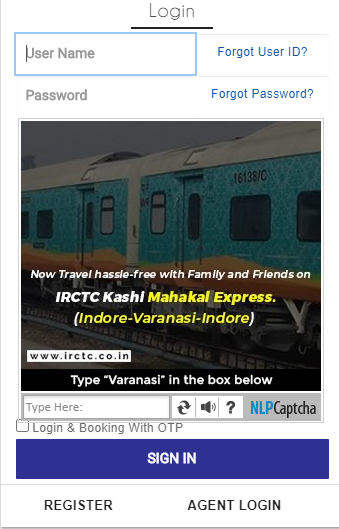 Login
User Name
Forgot User ID?
Password
Forgot Password?
16138/C
Now Travel hassle-free with Family and Friends on
IRCTC Kashi Mahakal Express.
(Indore-Varanasi-Indore)
www.irctc.co.in
Type “Varanasi” in the box below
Type Here:
?
NLPCaptcha
Login & Booking With OTP
SIGN IN
REGISTER
AGENT LOGIN